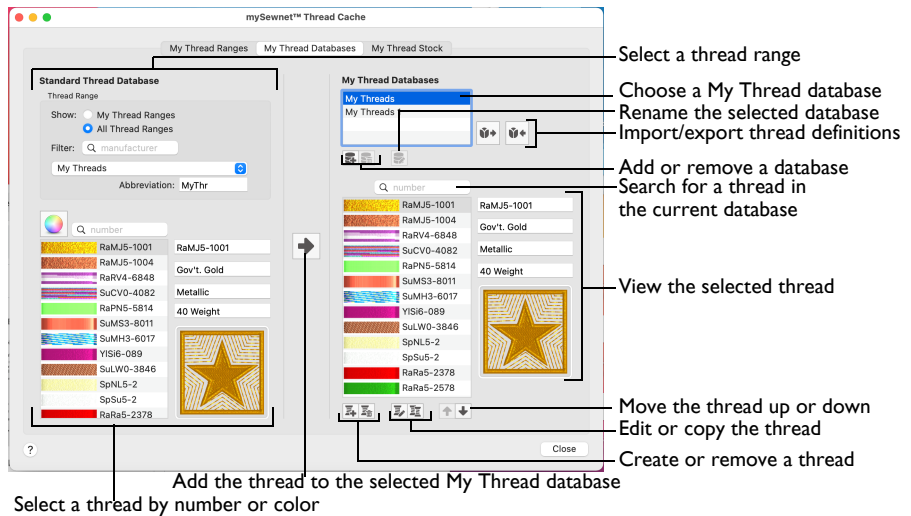 mySewnet™ Thread Cache
My Thread Ranges
My Thread Databases
My Thread Stock
Standard Thread Database
Thread Range
Show:
My Thread Ranges
All Thread Ranges
Filter:
manufacturer
My Threads
Abbreviation:
MyThr
number
RaMJ5-1001
RaMJ5-1004
RaRV4-6848
SuCV0-4082
RaPN5-5814
SuMS3-8011
SuMH3-6017
YlSi6-089
SuLW0-3846
SpNL5-2
SpSu5-2
RaRa5-2378
RaMJ5-1001
Gov't. Gold
Metallic
40 Weight
My Thread Databases
My Threads
My Threads
number
RaMJ5-1001
RaMJ5-1004
RaRV4-6848
SuCV0-4082
RaPN5-5814
SuMS3-8011
SuMH3-6017
YlSi6-089
SuLW0-3846
SpNL5-2
SpSu5-2
RaRa5-2378
RaRa5-2578
RaMJ5-1001
Gov't. Gold
Metallic
40 Weight
?
Close
Select a thread range
Choose a My Thread database
Rename the selected database
Import/export thread definitions
Add or remove a database
Search for a thread in
the current database
View the selected thread
Move the thread up or down
Edit or copy the thread
Create or remove a thread
Add the thread to the selected My Thread database
Select a thread by number or color